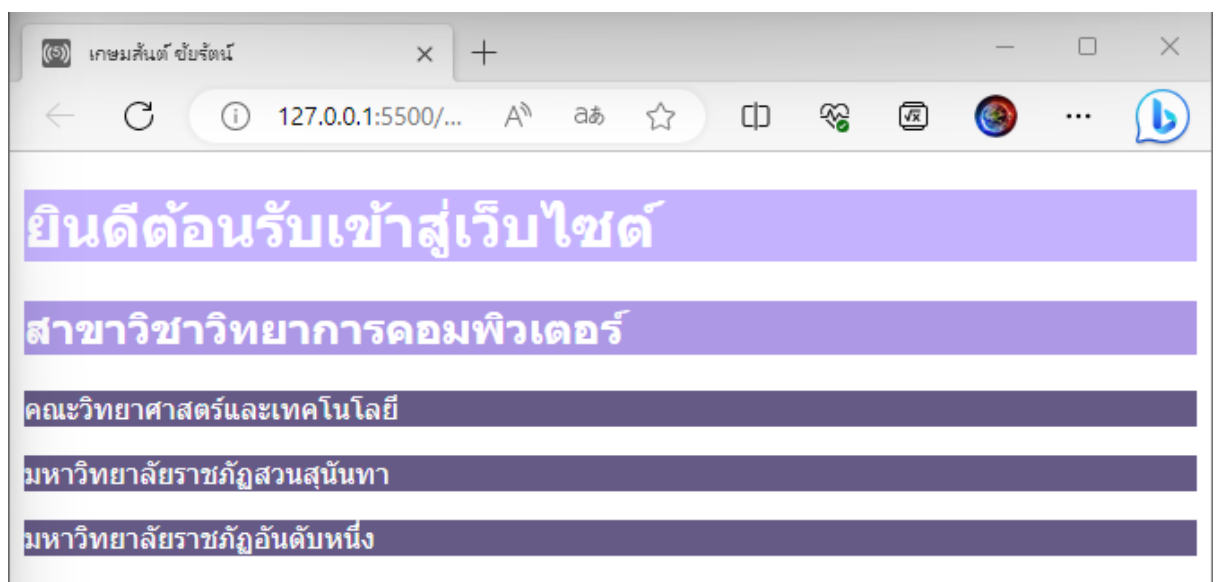 เกษมสันต์ ชัยรัตน์
127.0.0.1:5500/...
ยินดีต้อนรับเข้าสู่เว็บไซต์
สาขาวิชาวิทยาการคอมพิวเตอร์
คณะวิทยาศาสตร์และเทคโนโลยี
มหาวิทยาลัยราชภัฏสวนสุนันทา
มหาวิทยาลัยราชภัฏอันดับหนึ่ง